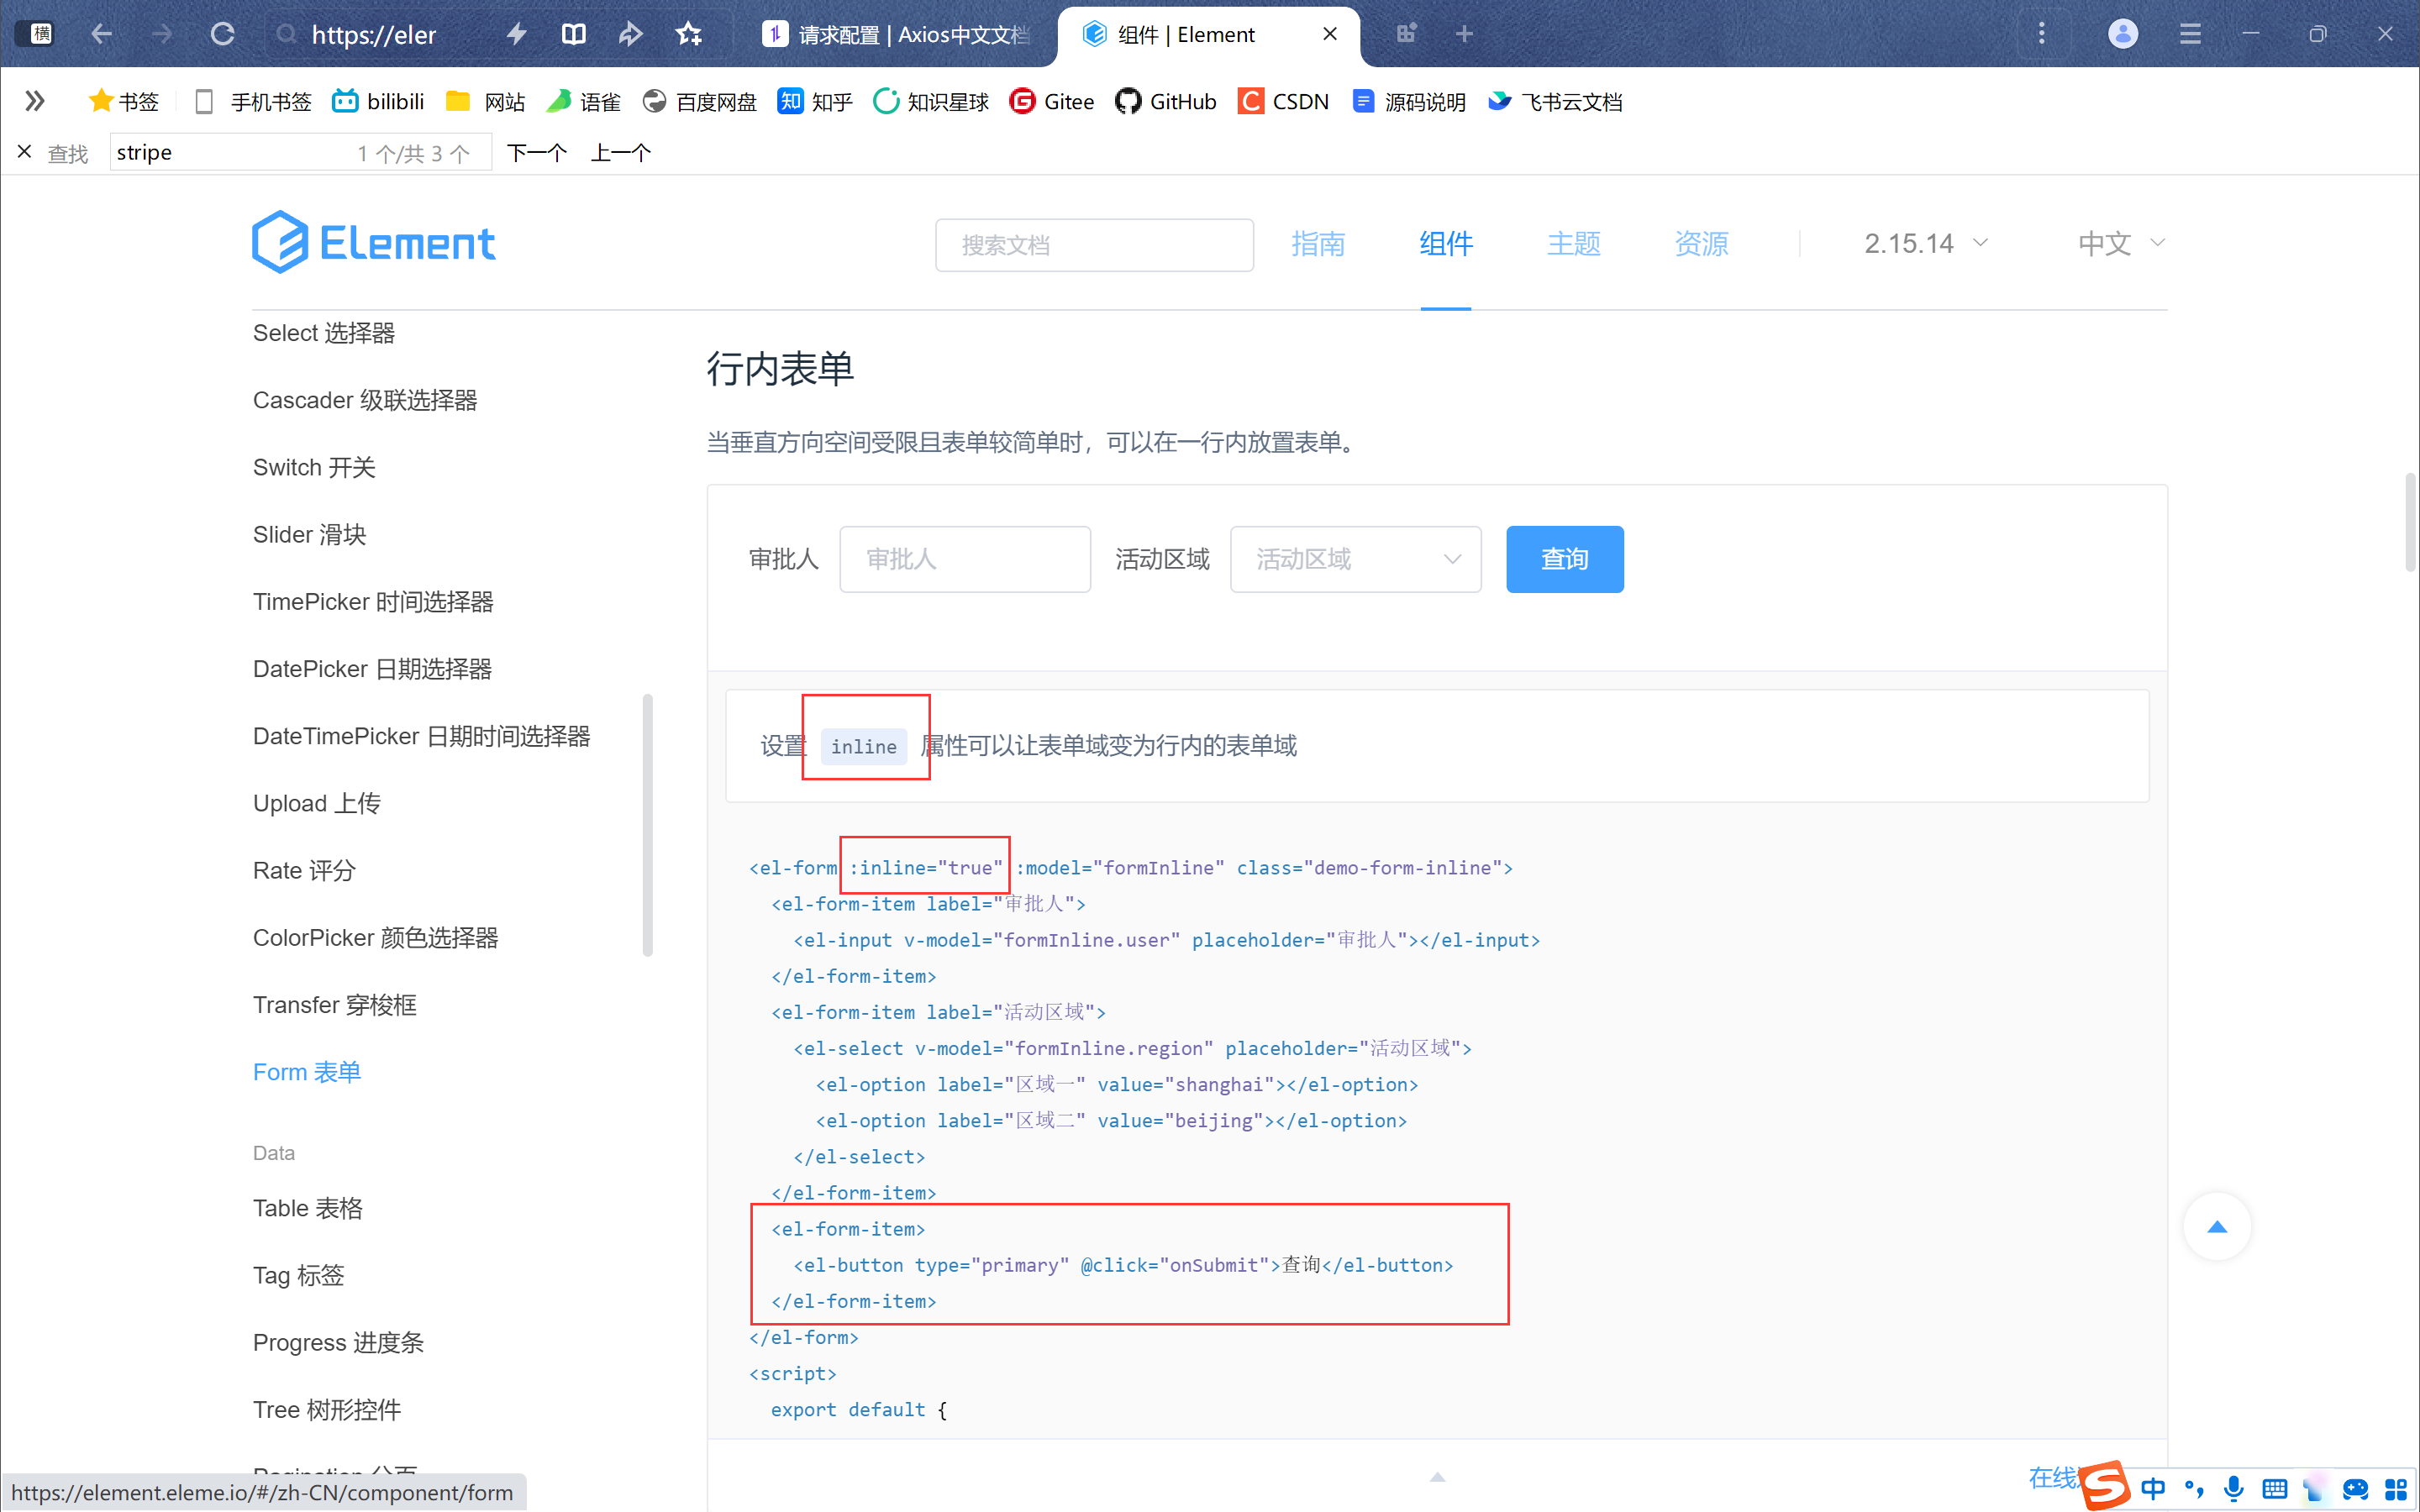 横
https://eler
请求配置 | Axios中文文档
组件 | Element
书签
手机书签
bilibili
网站
语雀
百度网盘
知 知乎
知识星球
Gitee
GitHub
CSDN
源码说明
飞书云文档
查找
stripe
1 个/共 3 个
下一个
上一个
Element
搜索文档
指南
组件
主题
资源
2.15.14
中文
Select 选择器
Cascader 级联选择器
Switch 开关
Slider 滑块
TimePicker 时间选择器
DatePicker 日期选择器
DateTimePicker 日期时间选择器
Upload 上传
Rate 评分
ColorPicker 颜色选择器
Transfer 穿梭框
Form 表单
Data
Table 表格
Tag 标签
Progress 进度条
Tree 树形控件
Pagination 分页
行内表单
当垂直方向空间受限且表单较简单时，可以在一行内放置表单。
审批人
审批人
活动区域
活动区域
查询
设置 inline 属性可以让表单域变为行内的表单域
<el-form :inline="true" :model="formInline" class="demo-form-inline">
<el-form-item label="审批人">
<el-input v-model="formInline.user" placeholder="审批人"></el-input>
</el-form-item>
<el-form-item label="活动区域">
<el-select v-model="formInline.region" placeholder="活动区域">
<el-option label="区域一" value="shanghai"></el-option>
<el-option label="区域二" value="beijing"></el-option>
</el-select>
</el-form-item>
<el-form-item>
<el-button type="primary" @click="onSubmit">查询</el-button>
</el-form-item>
</el-form>
<script>
export default {
在线
https://element.eleme.io/#/zh-CN/component/form
S 中